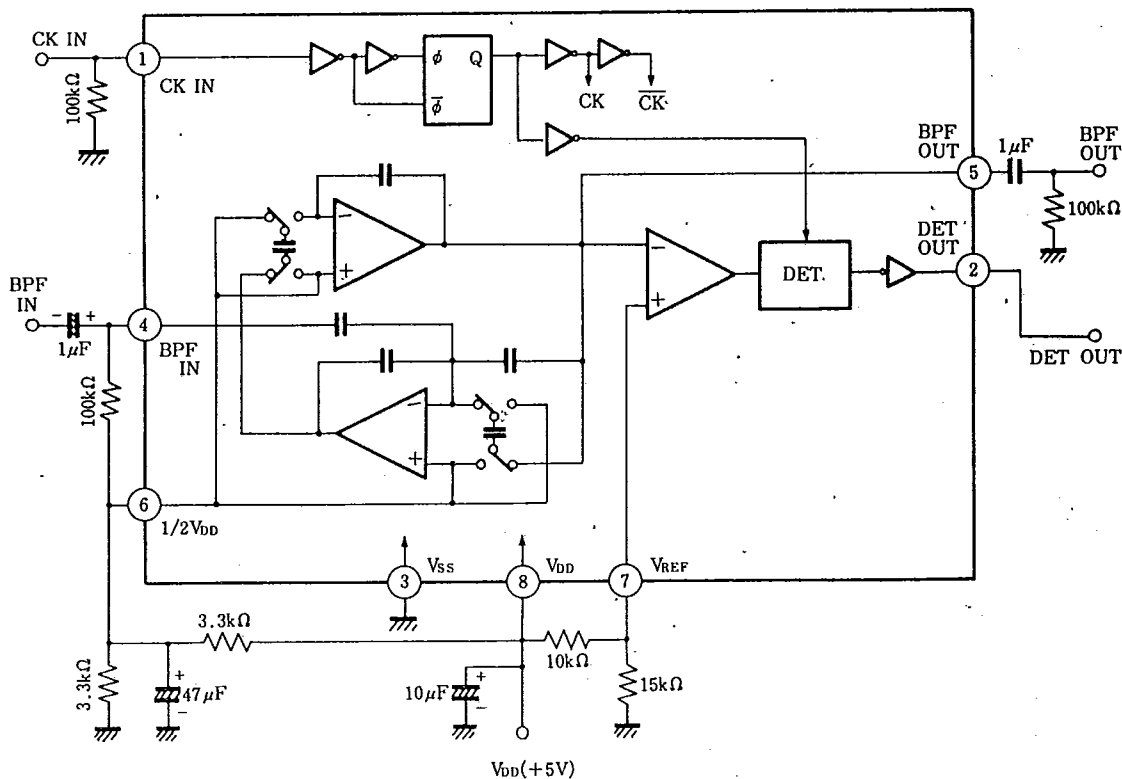 CK IN
1
CK IN
100kΩ
ϕ
Q
ϕ̅
CK
C̅K̅
BPF
OUT
5
1μF
BPF
OUT
100kΩ
−
+
−
+
DET.
DET
OUT
2
DET OUT
BPF
IN
−
+
1μF
4
BPF
IN
100kΩ
−
+
6
1/2VDD
3
VSS
8
VDD
7
VREF
3.3kΩ
10kΩ
3.3kΩ
+
47μF
−
10μF
+
−
15kΩ
VDD(+5V)